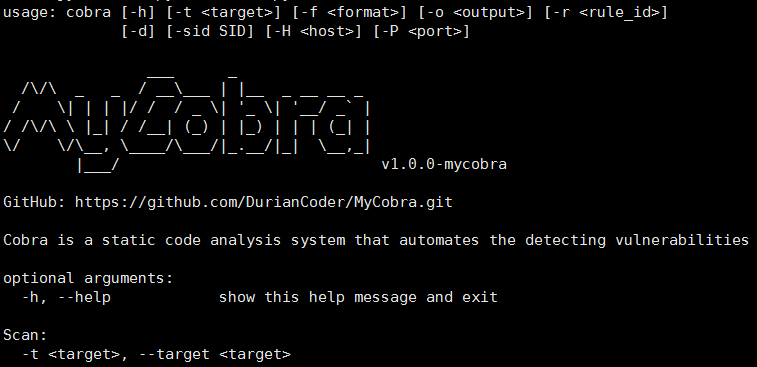 usage: cobra [-h] [-t <target>] [-f <format>] [-o <output>] [-r <rule_id>]
             [-d] [-sid SID] [-H <host>] [-P <port>]
MyCobra
v1.0.0-mycobra
GitHub: https://github.com/DurianCoder/MyCobra.git
Cobra is a static code analysis system that automates the detecting vulnerabilities
optional arguments:
  -h, --help            show this help message and exit
Scan:
  -t <target>, --target <target>